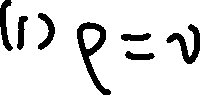 (1) ρ = ν